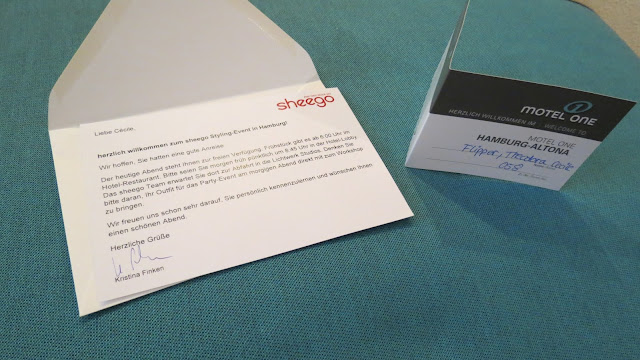 sheego
Liebe Cécile,
herzlich willkommen zum sheego Styling-Event in Hamburg!
Wir hoffen, Sie hatten eine gute Anreise.
Der heutige Abend steht Ihnen zur freien Verfügung. Frühstück gibt es ab 6.00 Uhr im
Hotel-Restaurant. Bitte seien Sie morgen früh pünktlich um 8.45 Uhr in der Hotel-Lobby.
Das sheego Team erwartet Sie dort zur Abfahrt in die Lichtwerk Studios. Denken Sie
bitte daran, Ihr Outfit für das Party-Event am morgigen Abend direkt mit zum Workshop
zu bringen.
Wir freuen uns schon sehr darauf, Sie persönlich kennenzulernen und wünschen Ihnen
einen schönen Abend.
Herzliche Grüße
Kristina Finken
MOTEL ONE
HERZLICH WILLKOMMEN IM WELCOME TO
MOTEL ONE
HAMBURG-ALTONA